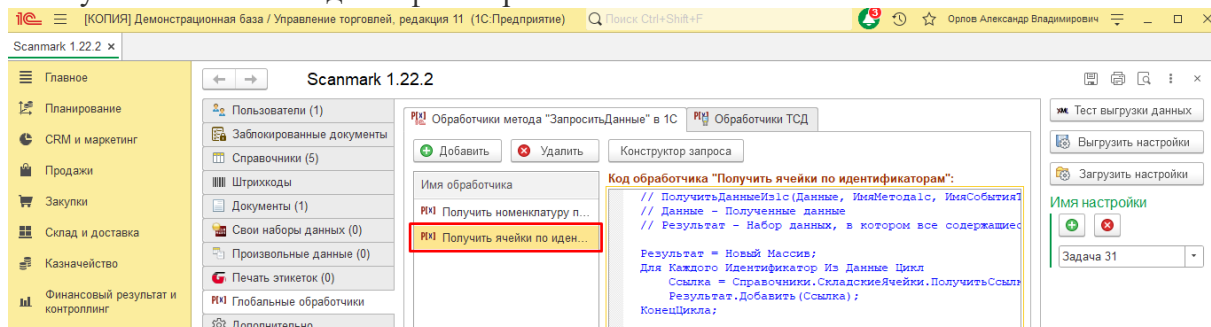 [КОПИЯ] Демонстрационная база / Управление торговлей, редакция 11 (1С:Предприятие)
Поиск Ctrl+Shift+F
3
Орлов Александр Владимирович
Scanmark 1.22.2 ×
Главное
Планирование
CRM и маркетинг
Продажи
Закупки
Склад и доставка
Казначейство
Финансовый результат и
контроллинг
Scanmark 1.22.2
Пользователи (1)
Заблокированные документы
Справочники (5)
Штрихкоды
Документы (1)
Свои наборы данных (0)
Произвольные данные (0)
Печать этикеток (0)
Глобальные обработчики
Дополнительно
Обработчики метода "ЗапроситьДанные" в 1С
Обработчики ТСД
Добавить
Удалить
Конструктор запроса
Имя обработчика
Получить номенклатуру п...
Получить ячейки по иден...
Код обработчика "Получить ячейки по идентификаторам":
// ПолучитьДанныеИз1с(Данные, ИмяМетода1с, ИмяСобытияТ
// Данные - Полученные данные
// Результат - Набор данных, в котором все содержащиес
Результат = Новый Массив;
Для Каждого Идентификатор Из Данные Цикл
Ссылка = Справочники.СкладскиеЯчейки.ПолучитьСсылк
Результат.Добавить(Ссылка);
КонецЦикла;
Тест выгрузки данных
Выгрузить настройки
Загрузить настройки
Имя настройки
Задача 31